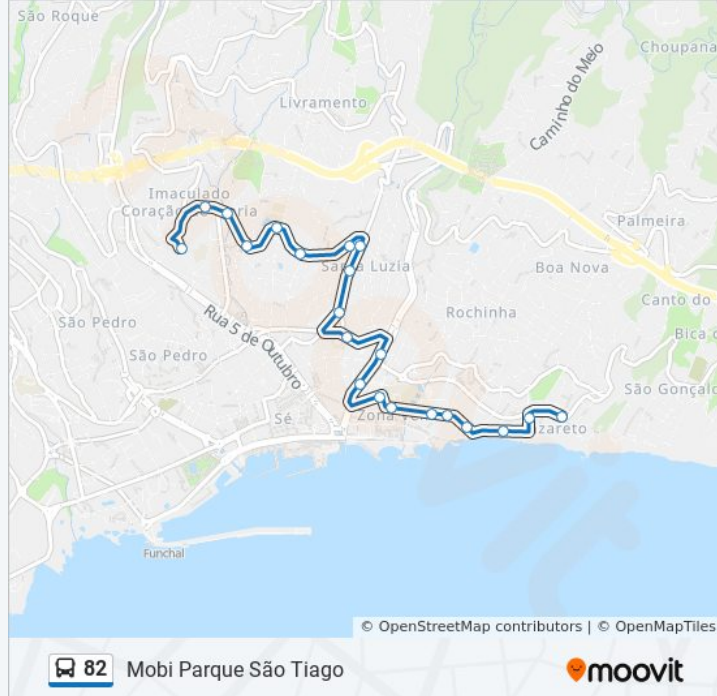 São Roque
Choupana
Caminho do Meio
Livramento
Imaculado
Coração Maria
Palmeira
Santa Luzia
Boa Nova
Canto do
Rua 5 de Outubro
Rochinha
São Pedro
Bica
São Pedro
São Gonçalo
Sé
Zona
zareto
Funchal
© OpenStreetMap contributors | © OpenMapTiles
82 Mobi Parque São Tiago
moovit